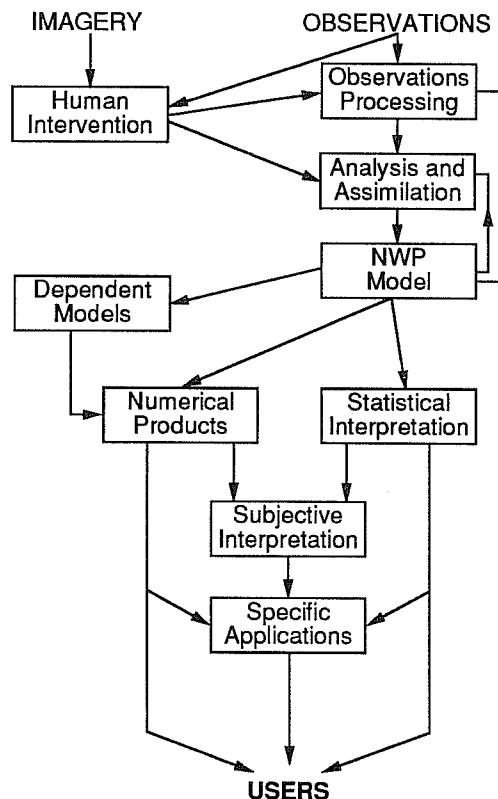 IMAGERY
OBSERVATIONS
Human
Intervention
Observations
Processing
Analysis and
Assimilation
NWP
Model
Dependent
Models
Numerical
Products
Statistical
Interpretation
Subjective
Interpretation
Specific
Applications
USERS